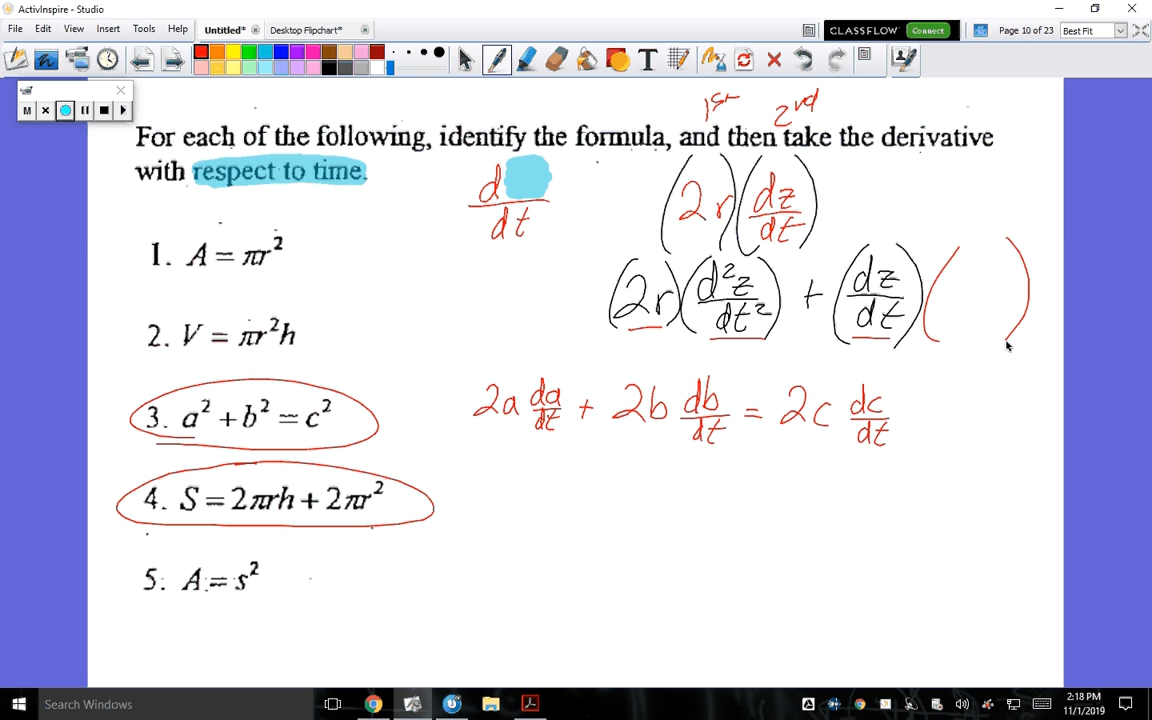 ActivInspire - Studio
File Edit View Insert Tools Help Untitled* Desktop Flipchart* CLASSFLOW Connect Page 10 of 23 Best Fit
M
1st 2nd
For each of the following, identify the formula, and then take the derivative
with respect to time.
d/dt
(2r)(dz/dt)
1. A = πr²
(2r)(d²z/dt²) + (dz/dt)( )
2. V = πr²h
3. a² + b² = c²
2a da/dt + 2b db/dt = 2c dc/dt
4. S = 2πrh + 2πr²
5. A = s²
Search Windows
2:18 PM
11/1/2019